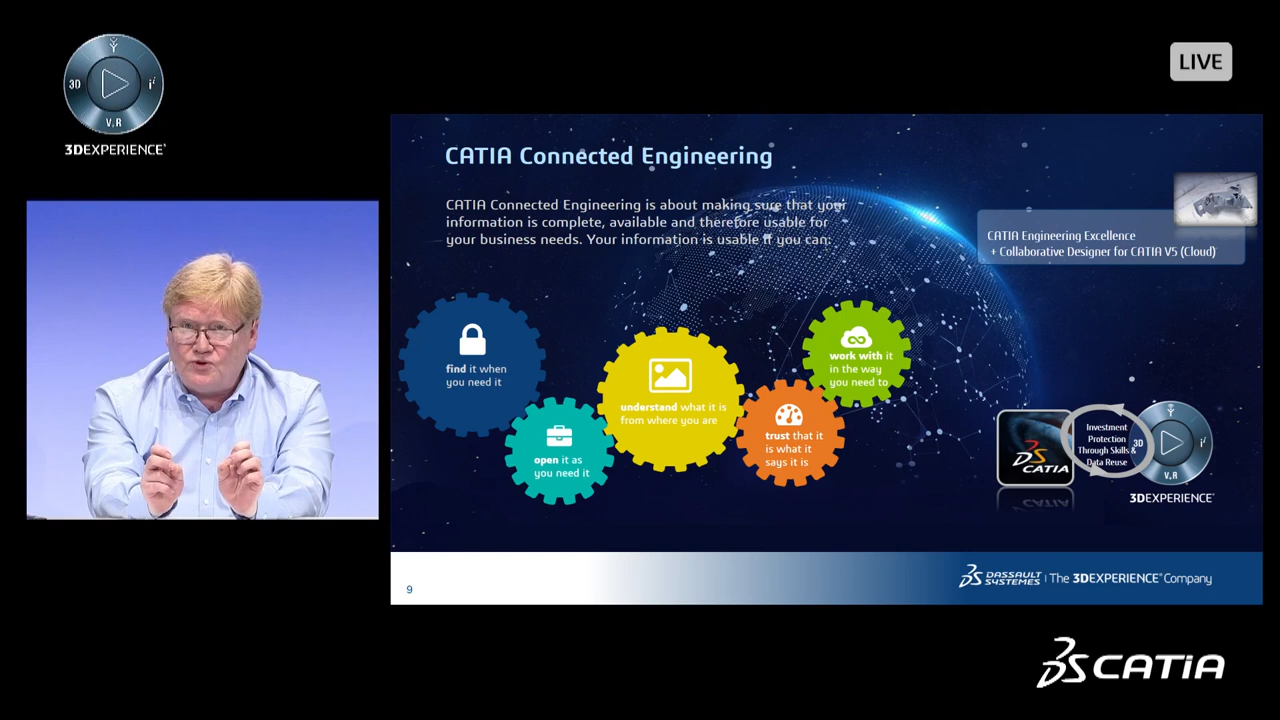 3D
i i
V,R
3DEXPERIENCE®
LIVE
CATIA Connected Engineering
CATIA Connected Engineering is about making sure that your
information is complete, available and therefore usable for
your business needs. Your information is usable if you can:
CATIA Engineering Excellence
+ Collaborative Designer for CATIA V5 (Cloud)
find it when
you need it
open it as
you need it
understand what it is
from where you are
trust that it
is what it
says it is
work with it
in the way
you need to
DS
CATIA
Investment
Protection
Through Skills &
Data Reuse
3D
i i
V,R
3DEXPERIENCE®
9
DS DASSAULT SYSTEMES | The 3DEXPERIENCE® Company
DS CATIA